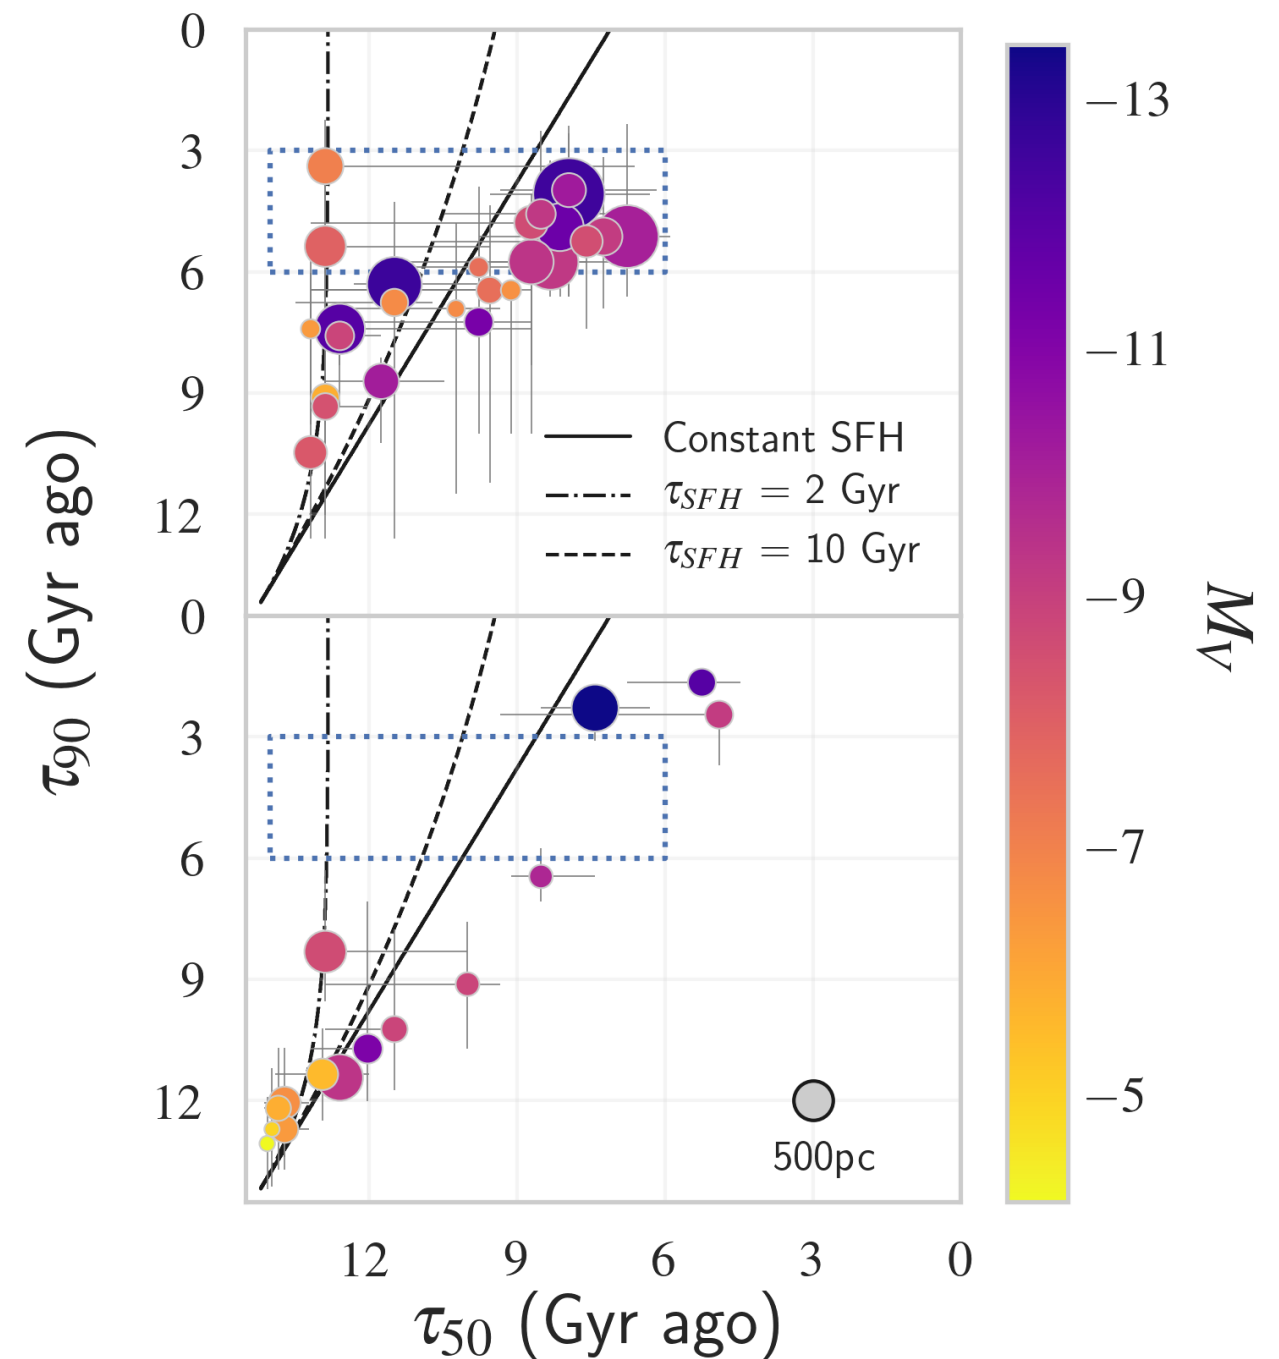 0
3
6
9
12
Constant SFH
τSFH = 2 Gyr
τSFH = 10 Gyr
0
3
6
9
12
500pc
12 9 6 3 0
τ50 (Gyr ago)
τ90 (Gyr ago)
−13
−11
−9
−7
−5
MV